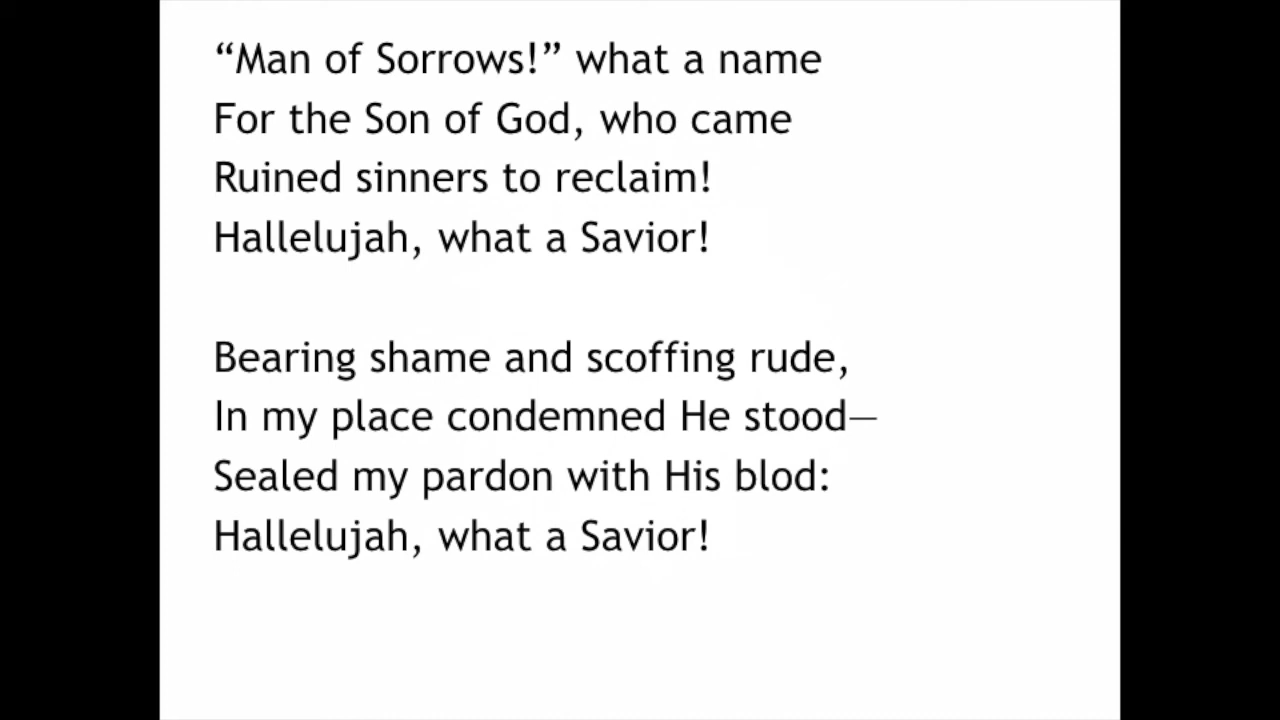 “Man of Sorrows!” what a name
For the Son of God, who came
Ruined sinners to reclaim!
Hallelujah, what a Savior!
Bearing shame and scoffing rude,
In my place condemned He stood—
Sealed my pardon with His blod:
Hallelujah, what a Savior!